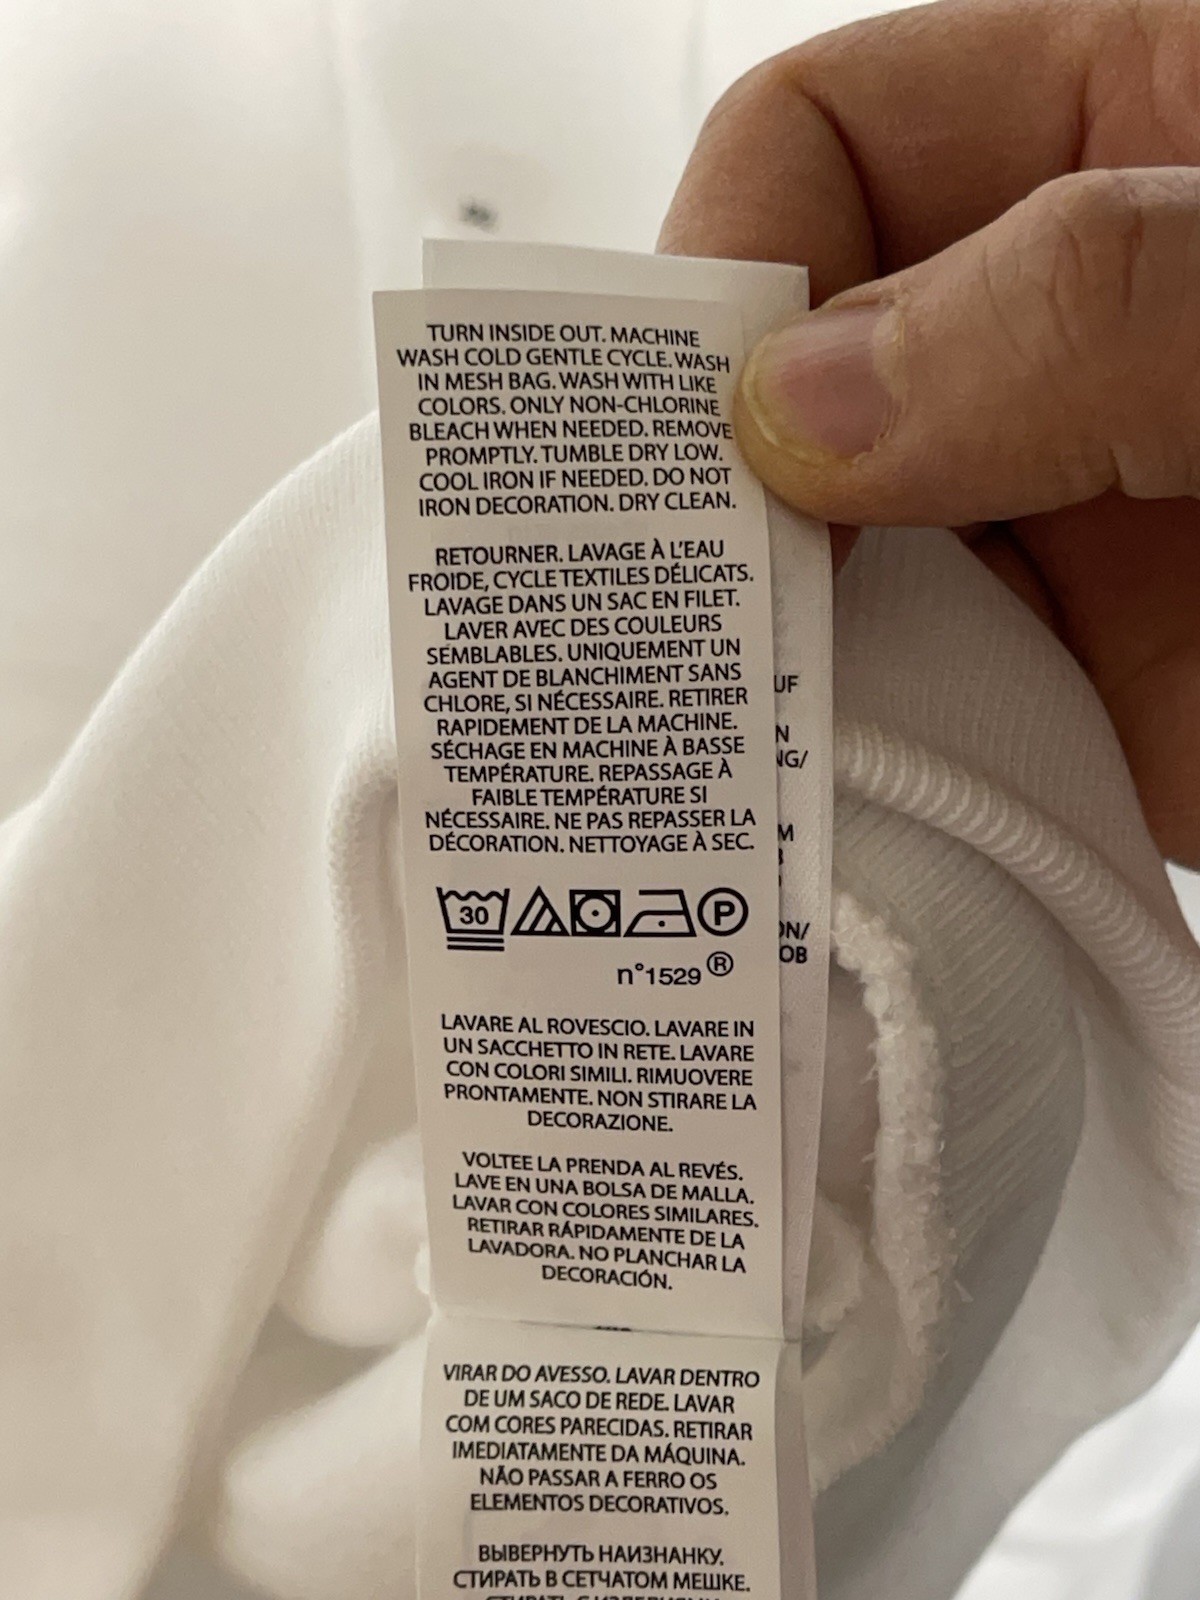 TURN INSIDE OUT. MACHINE
WASH COLD GENTLE CYCLE. WASH
IN MESH BAG. WASH WITH LIKE
COLORS. ONLY NON-CHLORINE
BLEACH WHEN NEEDED. REMOVE
PROMPTLY. TUMBLE DRY LOW.
COOL IRON IF NEEDED. DO NOT
IRON DECORATION. DRY CLEAN.
RETOURNER. LAVAGE À L'EAU
FROIDE, CYCLE TEXTILES DÉLICATS.
LAVAGE DANS UN SAC EN FILET.
LAVER AVEC DES COULEURS
SEMBLABLES. UNIQUEMENT UN
AGENT DE BLANCHIMENT SANS
CHLORE, SI NÉCESSAIRE. RETIRER
RAPIDEMENT DE LA MACHINE.
SÉCHAGE EN MACHINE À BASSE
TEMPÉRATURE. REPASSAGE À
FAIBLE TEMPÉRATURE SI
NÉCESSAIRE. NE PAS REPASSER LA
DÉCORATION. NETTOYAGE À SEC.
30 P
n°1529 ®
LAVARE AL ROVESCIO. LAVARE IN
UN SACCHETTO IN RETE. LAVARE
CON COLORI SIMILI. RIMUOVERE
PRONTAMENTE. NON STIRARE LA
DECORAZIONE.
VOLTEE LA PRENDA AL REVÉS.
LAVE EN UNA BOLSA DE MALLA.
LAVAR CON COLORES SIMILARES.
RETIRAR RÁPIDAMENTE DE LA
LAVADORA. NO PLANCHAR LA
DECORACIÓN.
VIRAR DO AVESSO. LAVAR DENTRO
DE UM SACO DE REDE. LAVAR
COM CORES PARECIDAS. RETIRAR
IMEDIATAMENTE DA MÁQUINA.
NÃO PASSAR A FERRO OS
ELEMENTOS DECORATIVOS.
ВЫВЕРНУТЬ НАИЗНАНКУ.
СТИРАТЬ В СЕТЧАТОМ МЕШКЕ.